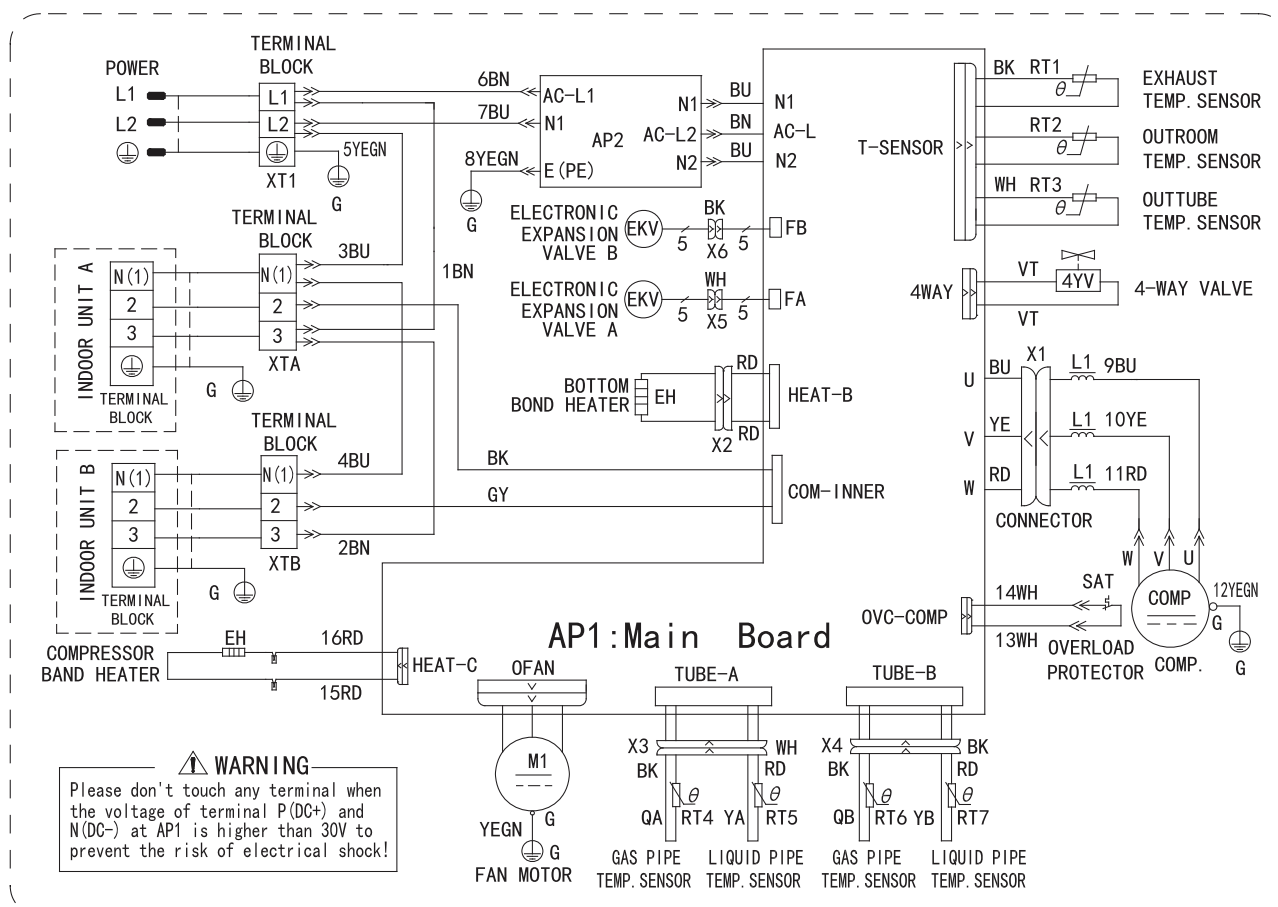 POWER
L1
L2
TERMINAL
BLOCK
L1
L2
XT1
6BN
7BU
5YEGN
G
8YEGN
G
AC-L1
N1
E(PE)
AP2
N1
AC-L2
N2
BU
BN
BU
N1
AC-L
N2
T-SENSOR
BK
RT1
θ
EXHAUST
TEMP. SENSOR
RT2
θ
OUTROOM
TEMP. SENSOR
WH
RT3
θ
OUTTUBE
TEMP. SENSOR
INDOOR UNIT A
N(1)
2
3
TERMINAL
BLOCK
G
TERMINAL
BLOCK
N(1)
2
3
XTA
3BU
1BN
ELECTRONIC
EXPANSION
VALVE B
EKV
5
BK
X6
5
FB
ELECTRONIC
EXPANSION
VALVE A
EKV
5
WH
X5
5
FA
4WAY
VT
4YV
VT
4-WAY VALVE
BOTTOM
BOND HEATER
EH
X2
RD
RD
HEAT-B
U
V
W
BU
YE
RD
X1
CONNECTOR
L1
9BU
L1
10YE
L1
11RD
INDOOR UNIT B
N(1)
2
3
TERMINAL
BLOCK
G
TERMINAL
BLOCK
N(1)
2
3
XTB
4BU
2BN
BK
GY
COM-INNER
W
V
U
COMP
12YEGN
G
G
COMP.
SAT
14WH
13WH
OVC-COMP
OVERLOAD
PROTECTOR
AP1:Main Board
COMPRESSOR
BAND HEATER
EH
16RD
15RD
HEAT-C
OFAN
M1
G
YEGN
G
FAN MOTOR
TUBE-A
X3
WH
BK
RD
θ
θ
QA
RT4
YA
RT5
GAS PIPE
TEMP. SENSOR
LIQUID PIPE
TEMP. SENSOR
TUBE-B
X4
BK
BK
RD
θ
θ
QB
RT6
YB
RT7
GAS PIPE
TEMP. SENSOR
LIQUID PIPE
TEMP. SENSOR
WARNING
Please don't touch any terminal when
the voltage of terminal P(DC+) and
N(DC-) at AP1 is higher than 30V to
prevent the risk of electrical shock!